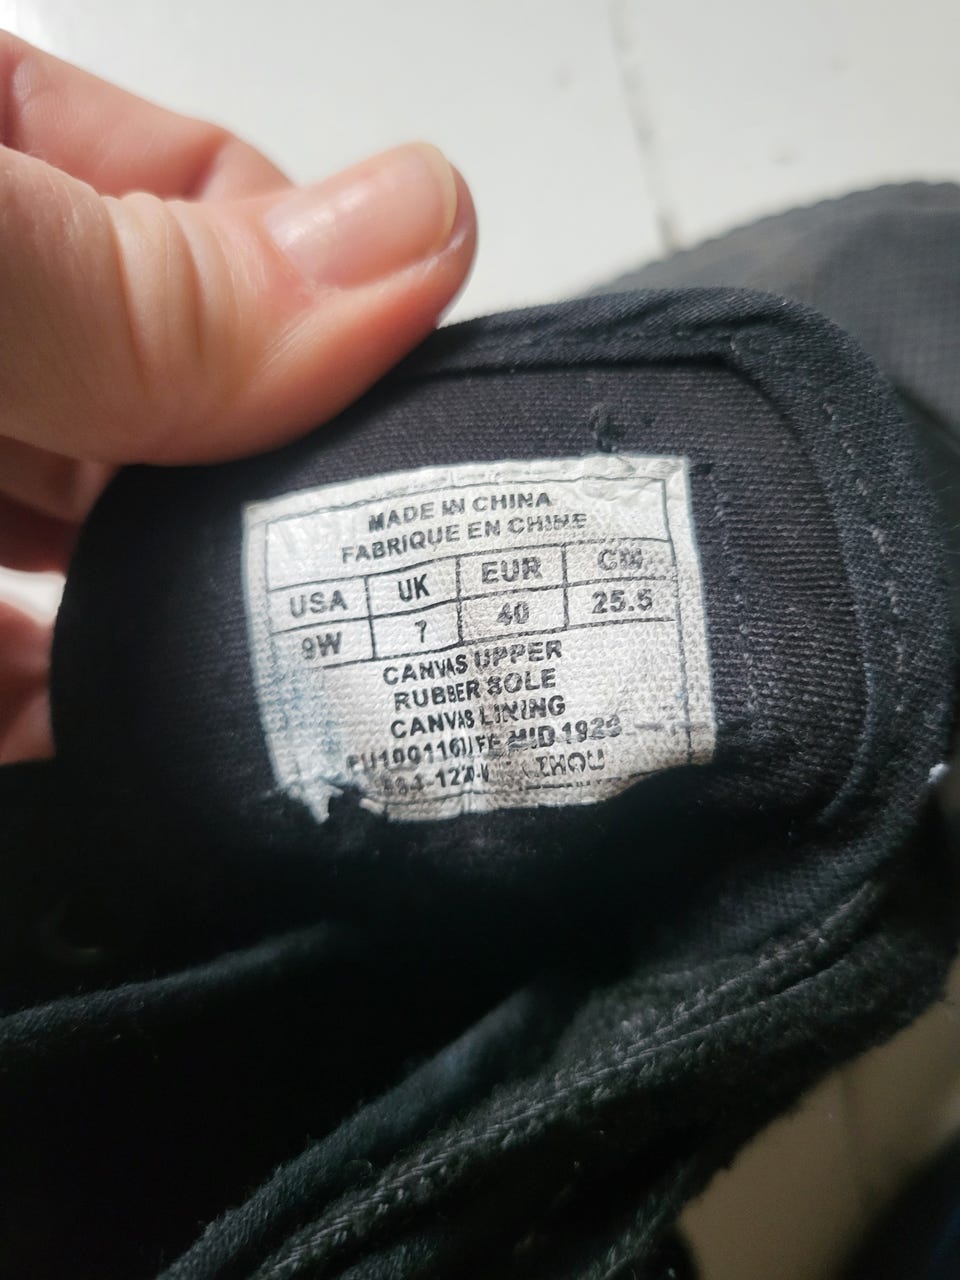 MADE IN CHINA
FABRIQUE EN CHINE
USA UK EUR CM
9W 7 40 25.5
CANVAS UPPER
RUBBER SOLE
CANVAS LINING
MID